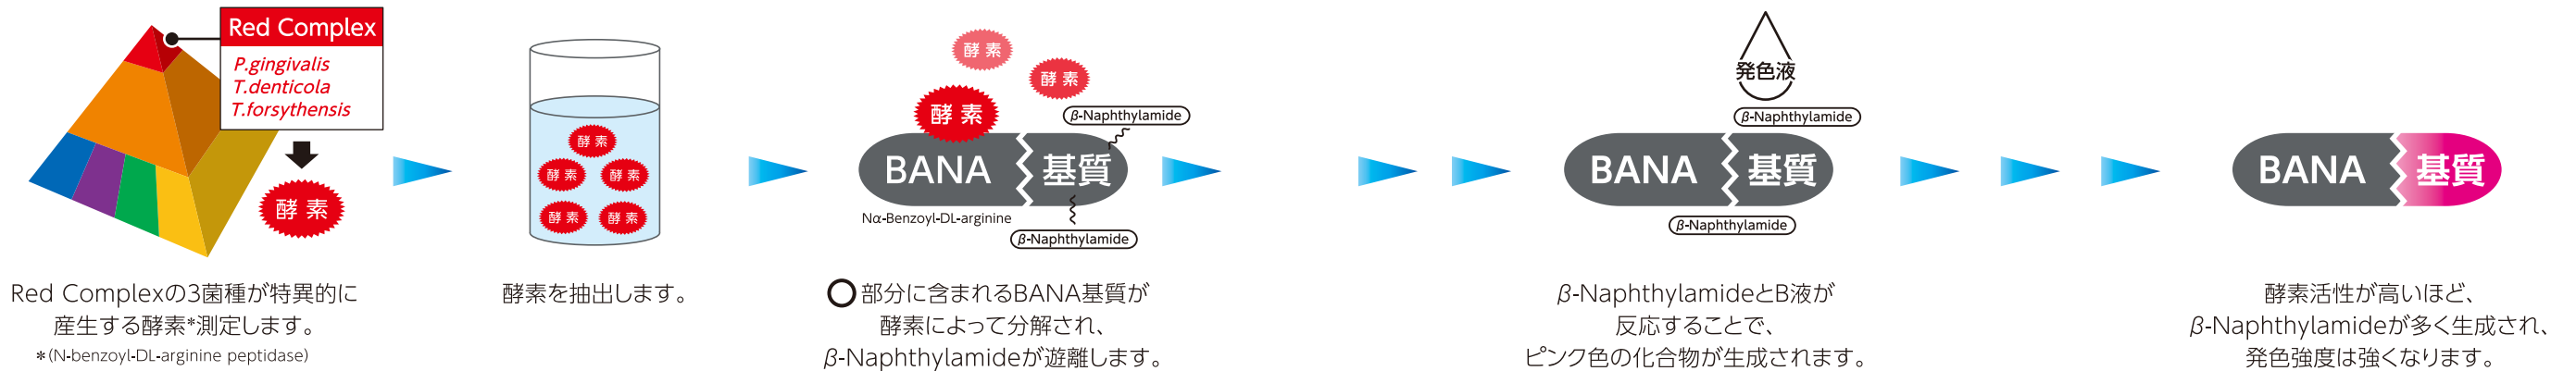 Red Complex
P.gingivalis
T.denticola
T.forsythensis
酵素
Red Complexの3菌種が特異的に
産生する酵素*測定します。
*(N-benzoyl-DL-arginine peptidase)
酵素
酵素
酵素
酵素
酵素
酵素を抽出します。
酵素
酵素
酵素
β-Naphthylamide
BANA 基質
Nα-Benzoyl-DL-arginine
β-Naphthylamide
○部分に含まれるBANA基質が
酵素によって分解され、
β-Naphthylamideが遊離します。
発色液
β-Naphthylamide
BANA 基質
β-Naphthylamide
β-NaphthylamideとB液が
反応することで、
ピンク色の化合物が生成されます。
BANA 基質
酵素活性が高いほど、
β-Naphthylamideが多く生成され、
発色強度は強くなります。